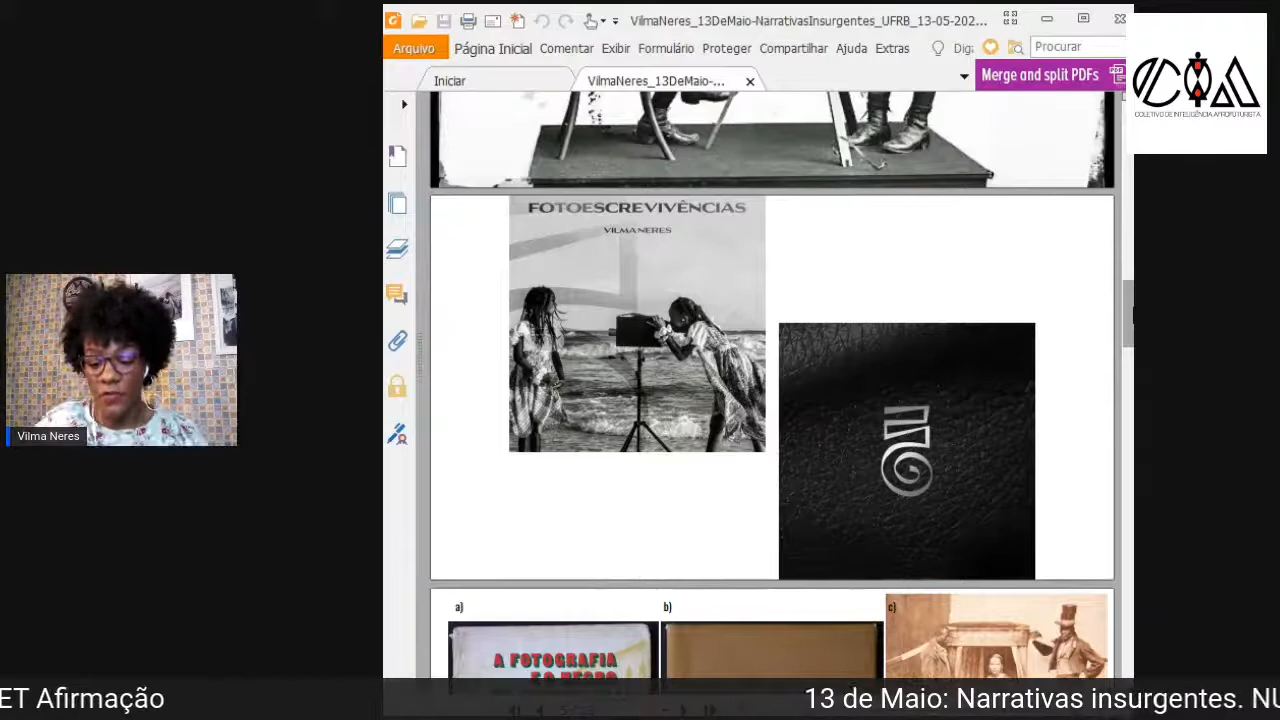 VilmaNeres_13DeMaio-NarrativasInsurgentes_UFRB_13-05-202...
Arquivo
Página Inicial
Comentar
Exibir
Formulário
Proteger
Compartilhar
Ajuda
Extras
Dig:
Procurar
Iniciar
VilmaNeres_13DeMaio-...
Merge and split PDFs
COLETIVO DE INTELIGÊNCIA AFROFUTURISTA
FOTOESCREVIVÊNCIAS
VILMA NERES
Vilma Neres
a)
b)
c)
A FOTOGRAFIA
E O NEGRO
ET Afirmação
13 de Maio: Narrativas insurgentes. NU